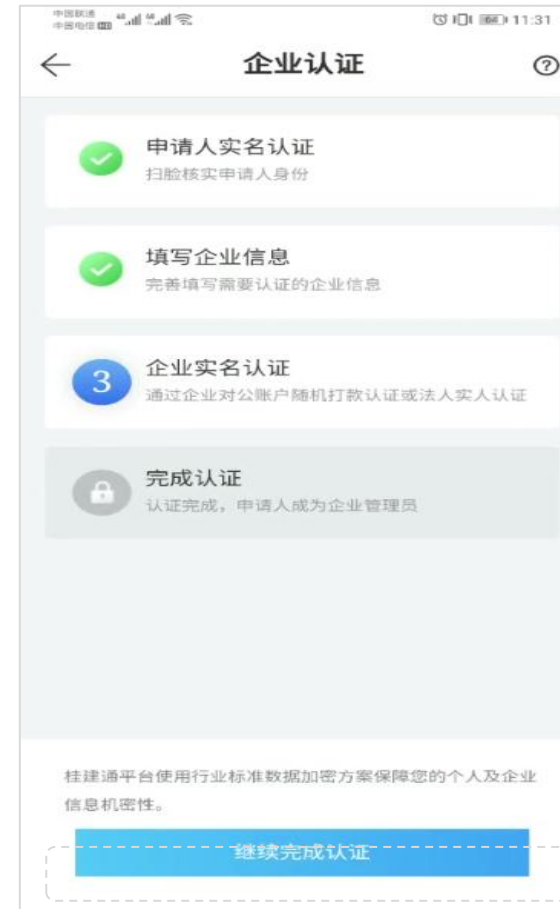 中国联通
中国电信 HD 46 46 64 11:31
企业认证
申请人实名认证
扫脸核实申请人身份
填写企业信息
完善填写需要认证的企业信息
3 企业实名认证
通过企业对公账户随机打款认证或法人实人认证
完成认证
认证完成，申请人成为企业管理员
桂建通平台使用行业标准数据加密方案保障您的个人及企业
信息机密性。
继续完成认证